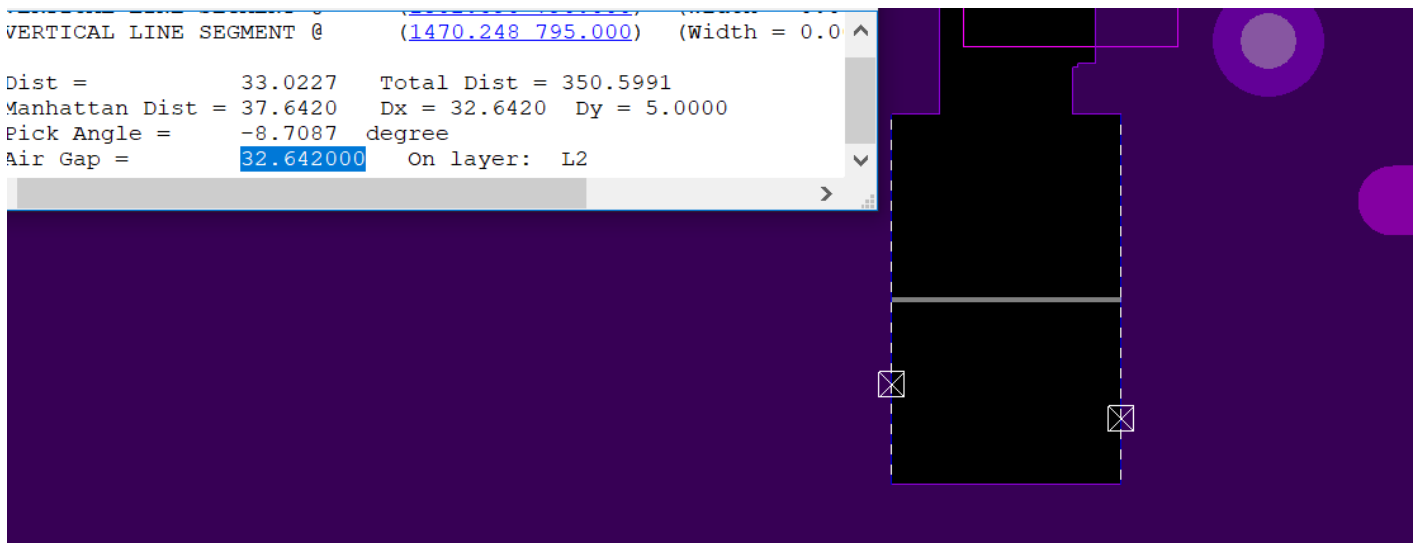 VERTICAL LINE SEGMENT @ (1470.248 795.000) (Width = 0.0
Dist = 33.0227 Total Dist = 350.5991
Manhattan Dist = 37.6420 Dx = 32.6420 Dy = 5.0000
Pick Angle = -8.7087 degree
Air Gap = 32.642000 On layer: L2